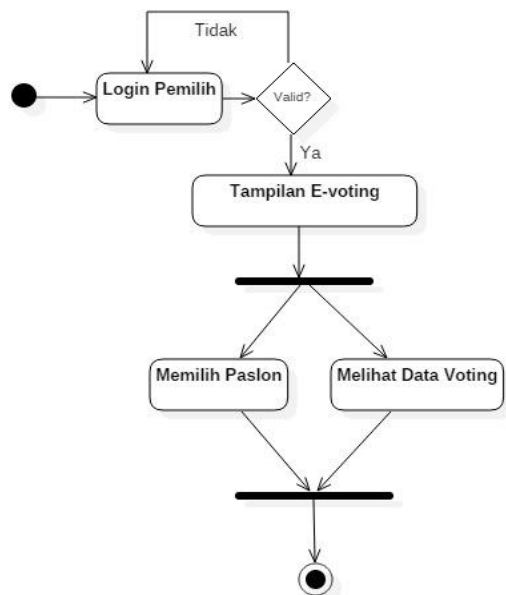 Tidak
Login Pemilih
Valid?
Ya
Tampilan E-voting
Memilih Paslon
Melihat Data Voting